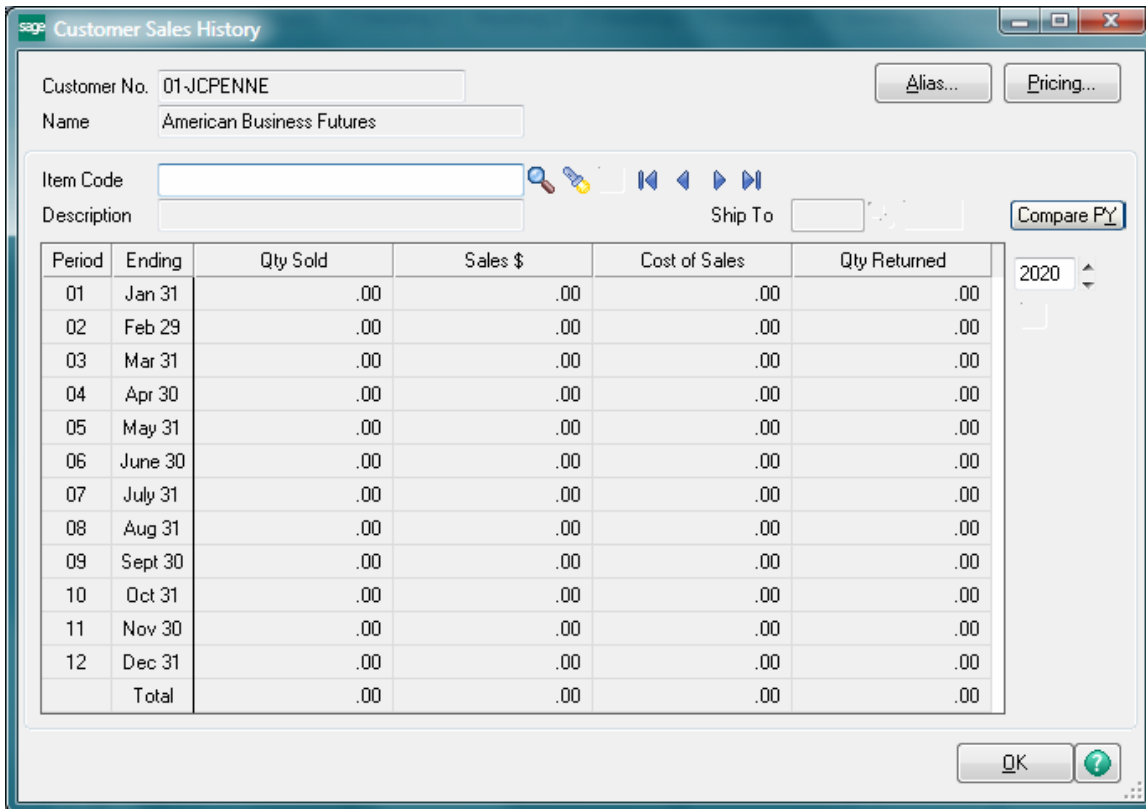 sage Customer Sales History
Customer No. 01-JCPENNE Alias... Pricing...
Name American Business Futures
Item Code
Description Ship To Compare PY
Period Ending Qty Sold Sales $ Cost of Sales Qty Returned 2020
01 Jan 31 .00 .00 .00 .00
02 Feb 29 .00 .00 .00 .00
03 Mar 31 .00 .00 .00 .00
04 Apr 30 .00 .00 .00 .00
05 May 31 .00 .00 .00 .00
06 June 30 .00 .00 .00 .00
07 July 31 .00 .00 .00 .00
08 Aug 31 .00 .00 .00 .00
09 Sept 30 .00 .00 .00 .00
10 Oct 31 .00 .00 .00 .00
11 Nov 30 .00 .00 .00 .00
12 Dec 31 .00 .00 .00 .00
Total .00 .00 .00 .00
OK ?